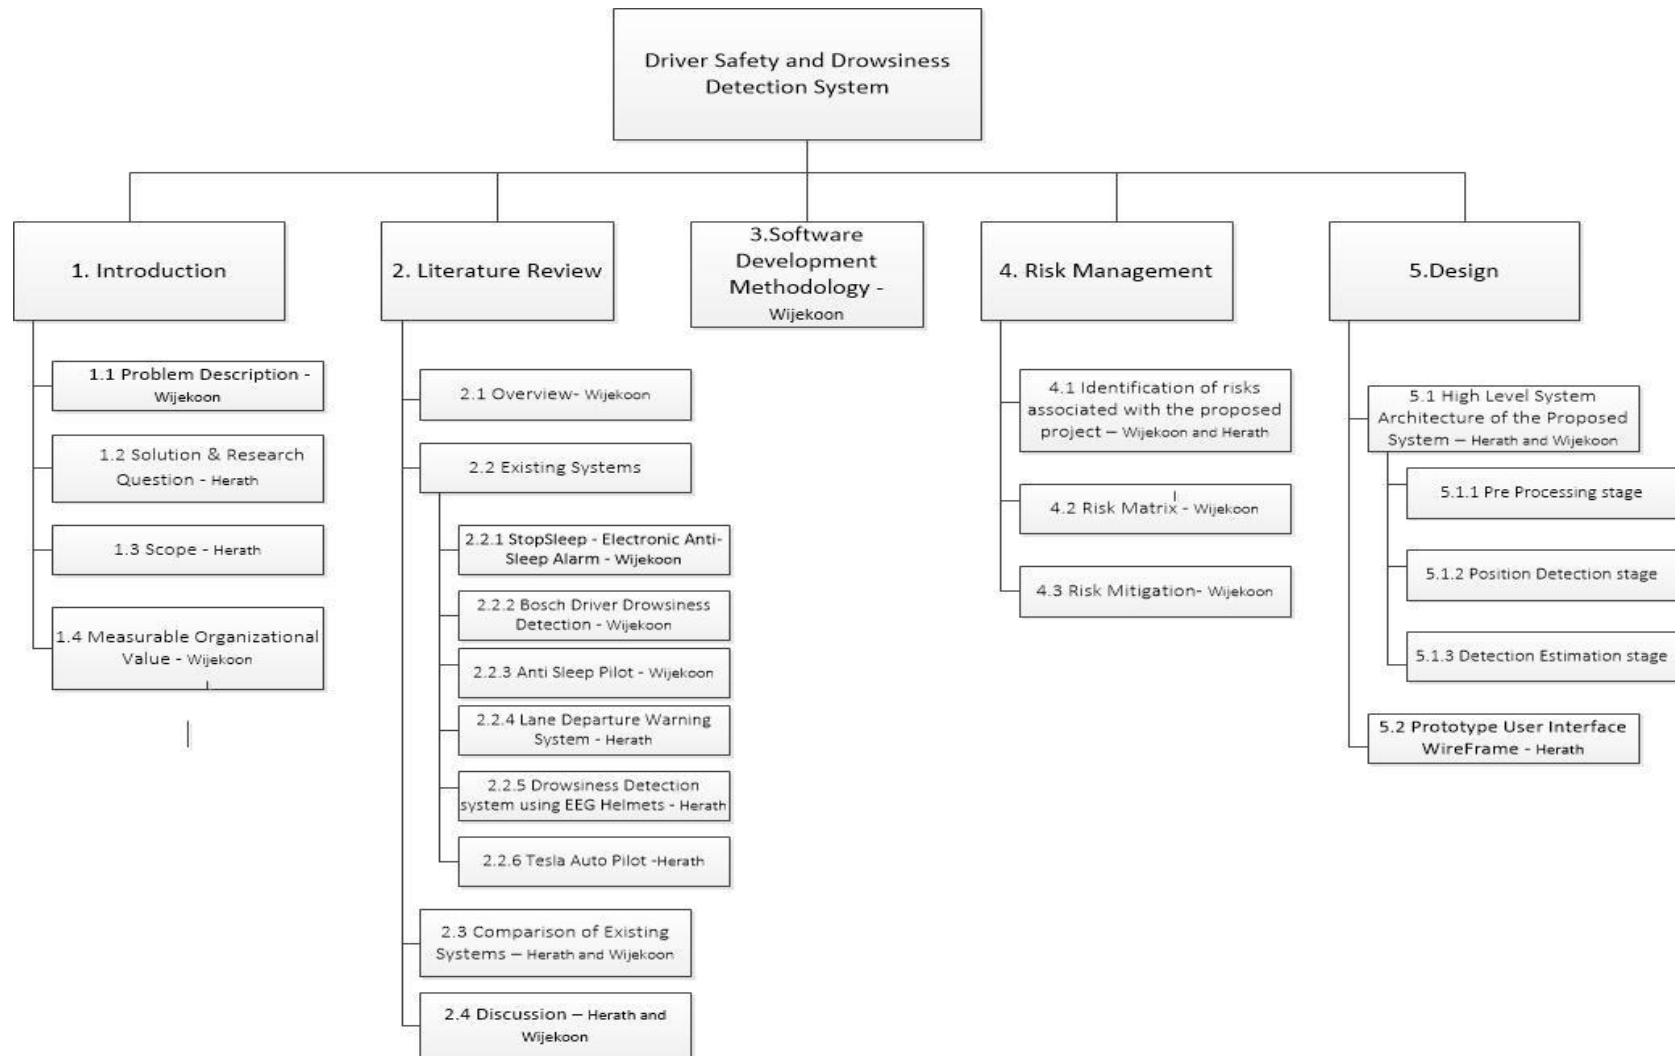 Driver Safety and Drowsiness
Detection System
1. Introduction
2. Literature Review
3.Software
Development
Methodology -
Wijekoon
4. Risk Management
5.Design
1.1 Problem Description -
Wijekoon
1.2 Solution & Research
Question - Herath
1.3 Scope - Herath
1.4 Measurable Organizational
Value - Wijekoon
2.1 Overview- Wijekoon
2.2 Existing Systems
2.2.1 StopSleep - Electronic Anti-
Sleep Alarm - Wijekoon
2.2.2 Bosch Driver Drowsiness
Detection - Wijekoon
2.2.3 Anti Sleep Pilot - Wijekoon
2.2.4 Lane Departure Warning
System - Herath
2.2.5 Drowsiness Detection
system using EEG Helmets - Herath
2.2.6 Tesla Auto Pilot -Herath
2.3 Comparison of Existing
Systems – Herath and Wijekoon
2.4 Discussion – Herath and
Wijekoon
4.1 Identification of risks
associated with the proposed
project – Wijekoon and Herath
4.2 Risk Matrix - Wijekoon
4.3 Risk Mitigation- Wijekoon
5.1 High Level System
Architecture of the Proposed
System – Herath and Wijekoon
5.1.1 Pre Processing stage
5.1.2 Position Detection stage
5.1.3 Detection Estimation stage
5.2 Prototype User Interface
WireFrame - Herath